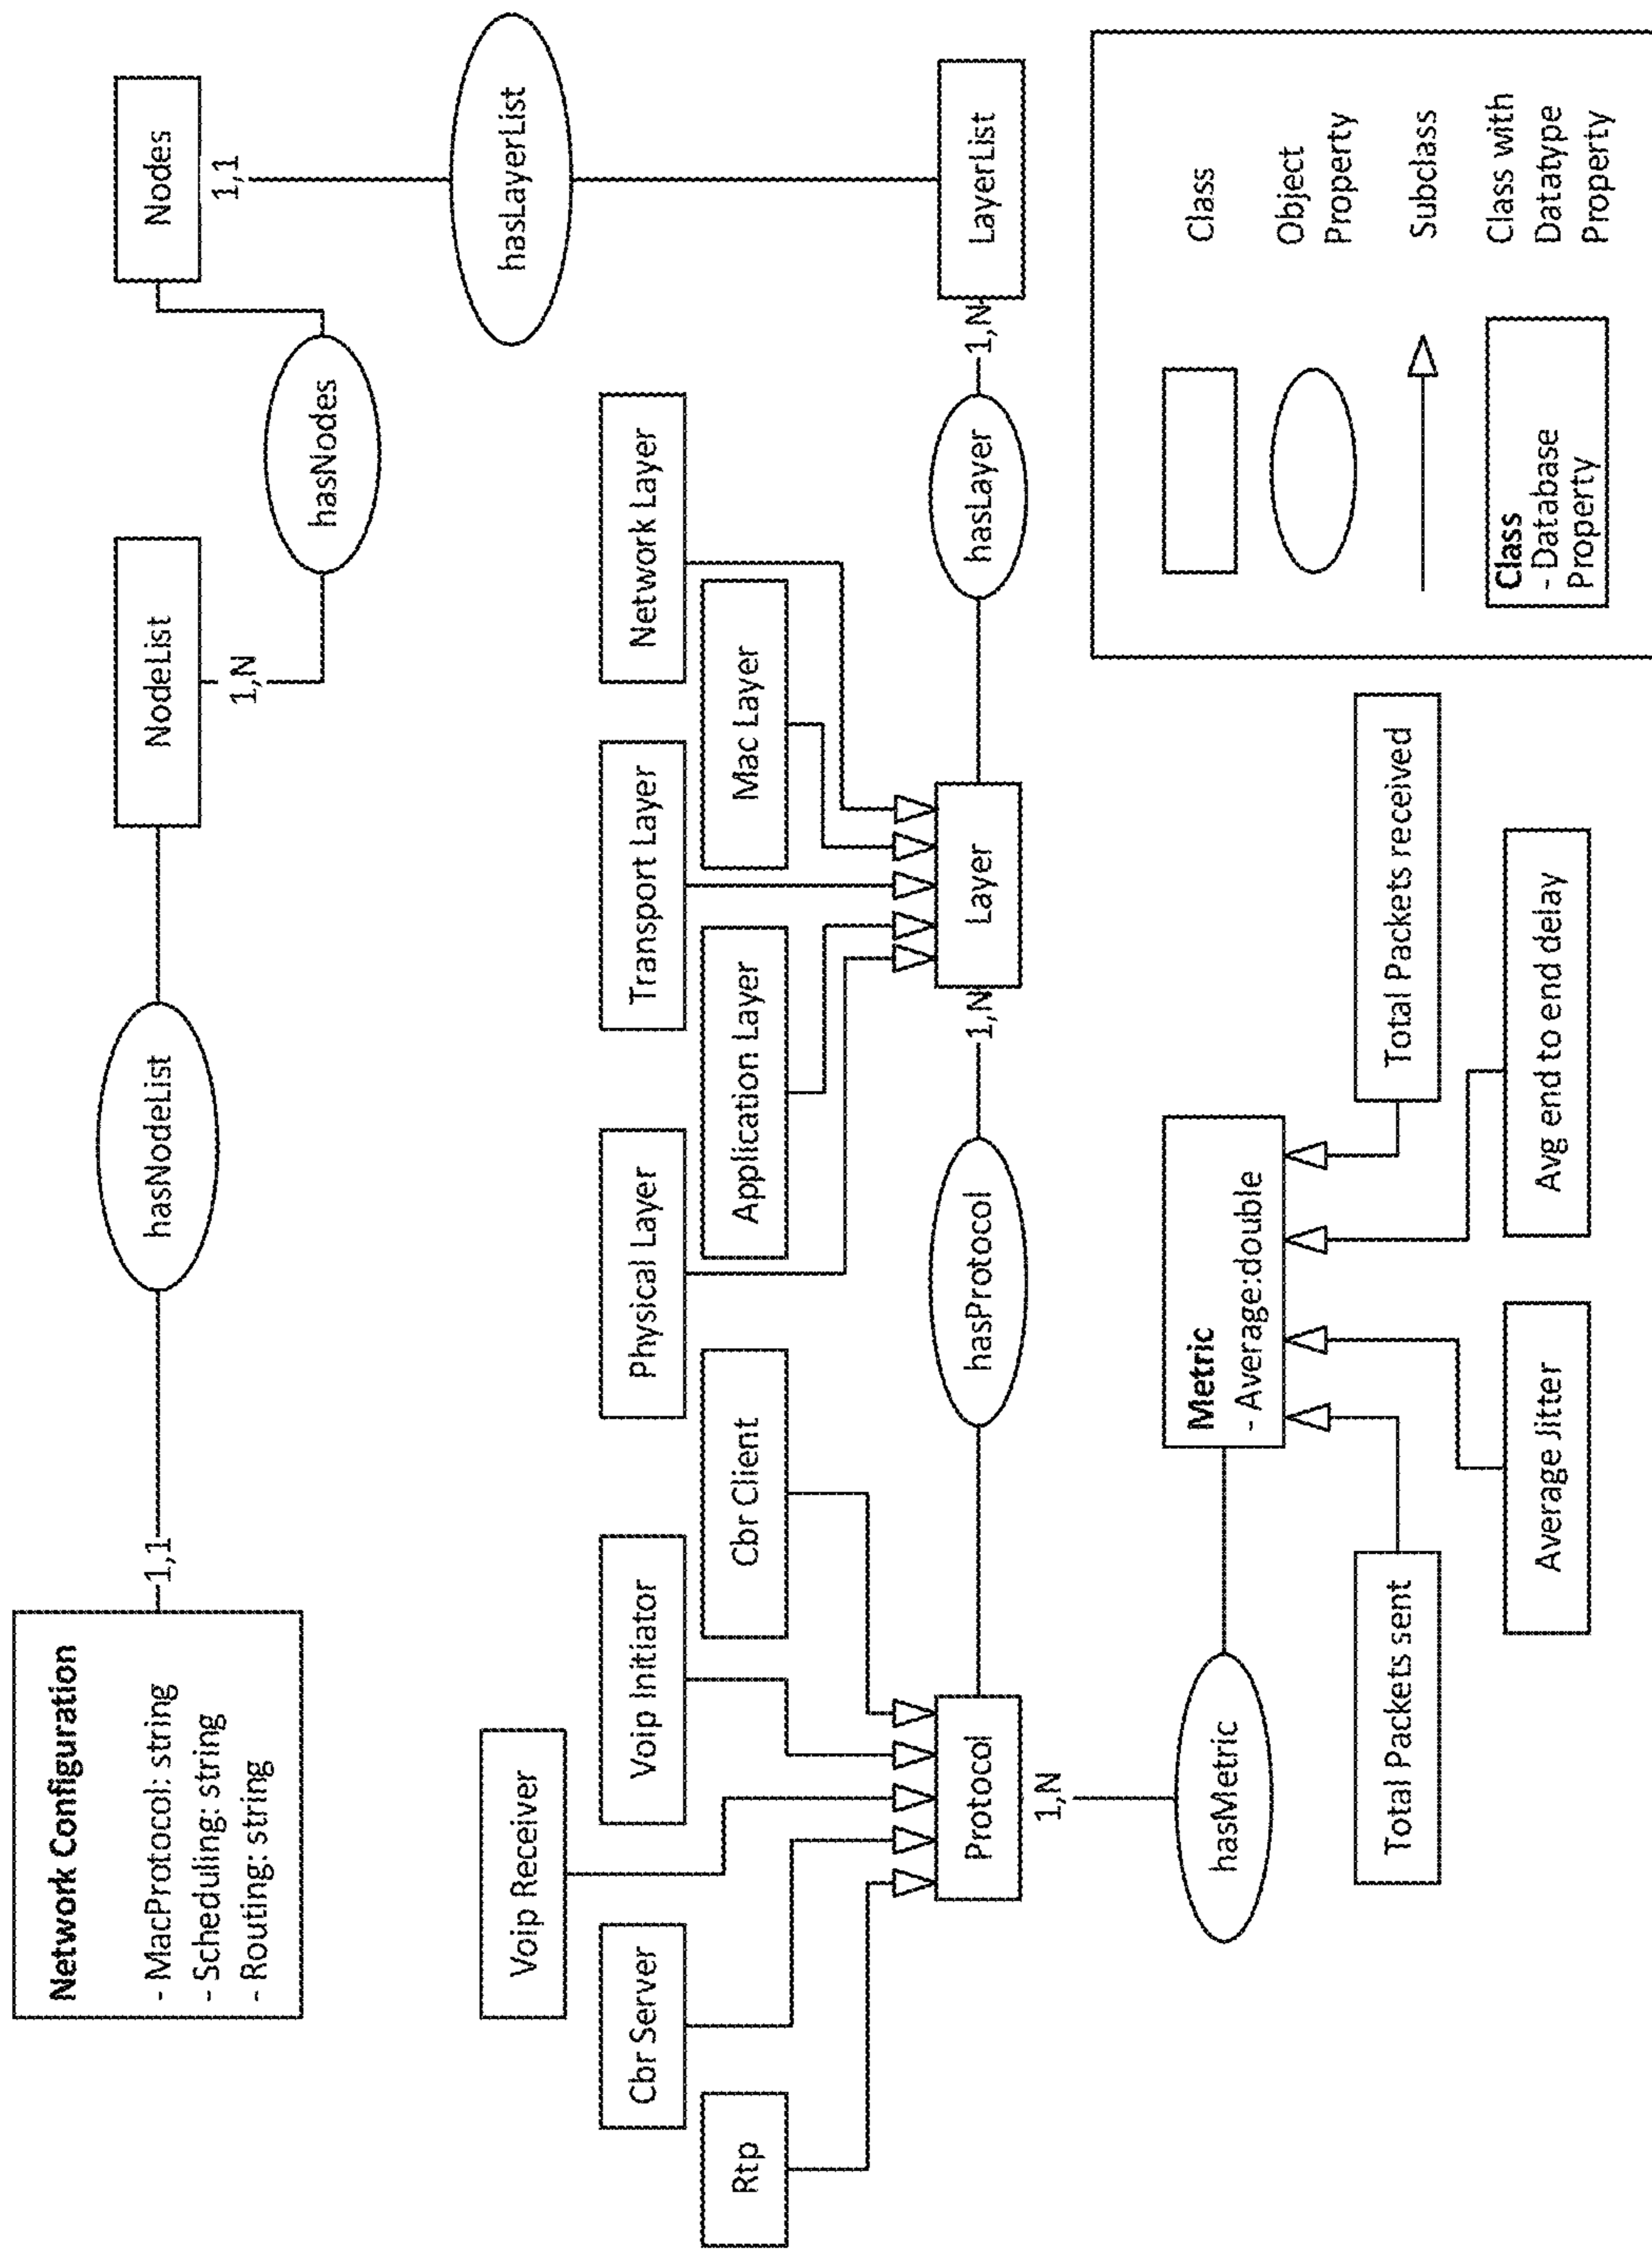 Network Configuration
- MacProtocol: string
- Scheduling: string
- Routing: string
1,1
hasNodeList
NodeList
1,N
hasNodes
Nodes
1,1
hasLayerList
Voip Receiver
Cbr Server
Voip Initiator
Physical Layer
Transport Layer
Network Layer
Rtp
Cbr Client
Application Layer
Mac Layer
Protocol
hasProtocol
1,N
Layer
hasLayer
1,N
LayerList
1,N
hasMetric
Metric
- Average:double
Total Packets sent
Total Packets received
Average Jitter
Avg end to end delay
Class
Object
Property
Subclass
Class
- Database
Property
Class with
Datatype
Property